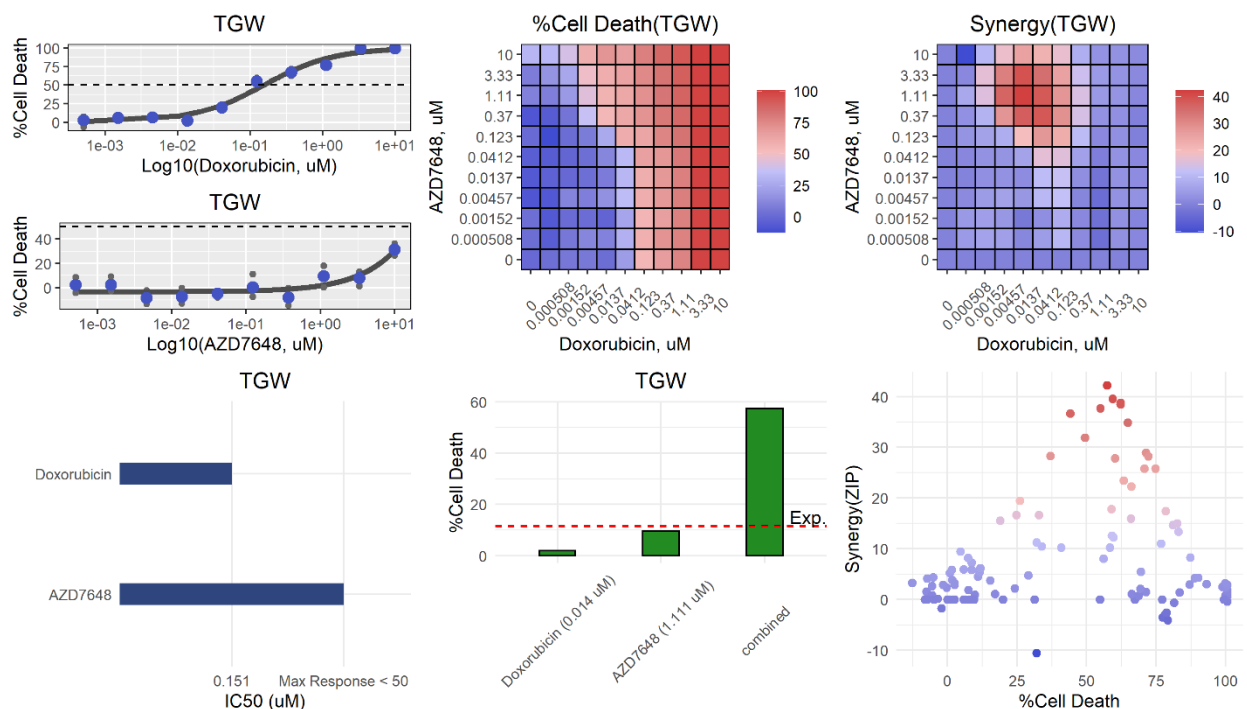 TGW
%Cell Death
100
75
50
25
0
1e-03
1e-02
1e-01
1e+00
1e+01
Log10(Doxorubicin, uM)
TGW
%Cell Death
40
20
0
1e-03
1e-02
1e-01
1e+00
1e+01
Log10(AZD7648, uM)
%Cell Death(TGW)
AZD7648, uM
10
3.33
1.11
0.37
0.123
0.0412
0.0137
0.00457
0.00152
0.000508
0
0
0.000508
0.00152
0.00457
0.0137
0.0412
0.123
0.37
1.11
3.33
10
Doxorubicin, uM
100
75
50
25
0
Synergy(TGW)
AZD7648, uM
10
3.33
1.11
0.37
0.123
0.0412
0.0137
0.00457
0.00152
0.000508
0
0
0.000508
0.00152
0.00457
0.0137
0.0412
0.123
0.37
1.11
3.33
10
Doxorubicin, uM
40
30
20
10
0
-10
TGW
Doxorubicin
AZD7648
0.151
Max Response < 50
IC50 (uM)
TGW
%Cell Death
60
40
20
0
Exp.
Doxorubicin (0.014 uM)
AZD7648 (1.111 uM)
combined
Synergy(ZIP)
40
30
20
10
0
-10
0
25
50
75
100
%Cell Death